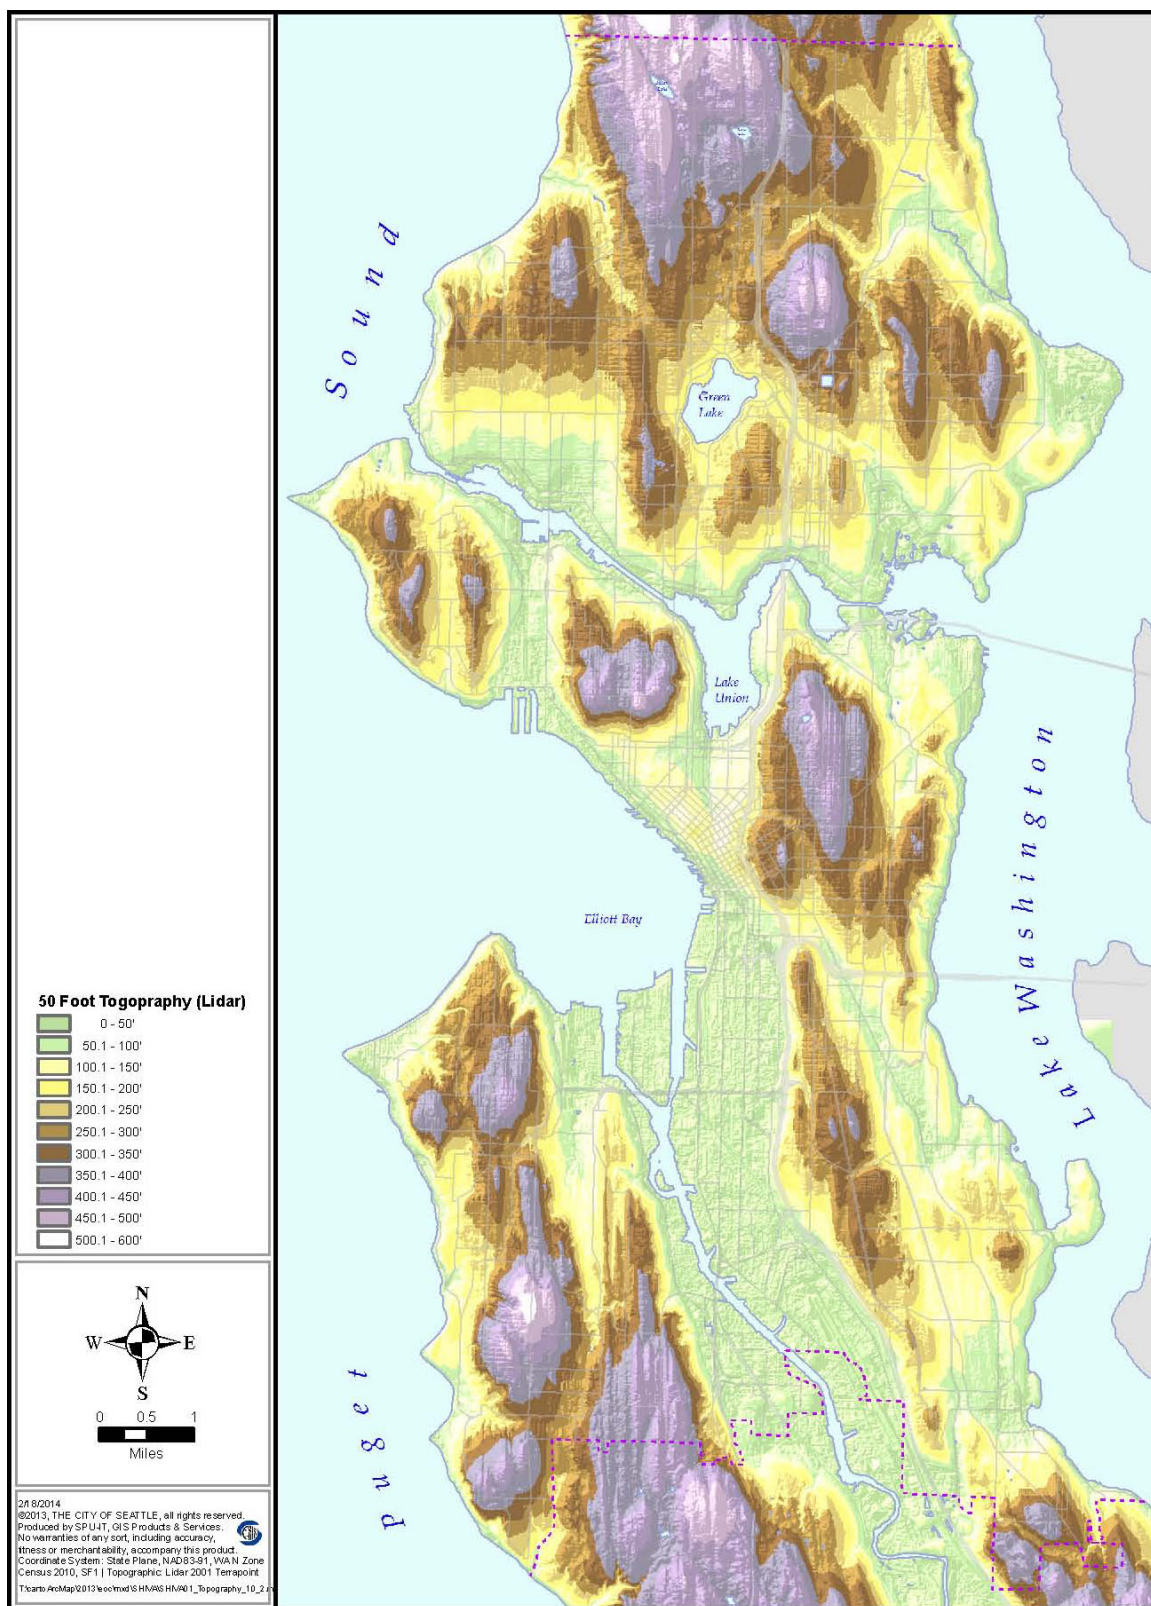 Sound
Green
Lake
Lake
Union
Lake Washington
Elliott Bay
Puget
50 Foot Togopraphy (Lidar)
0 - 50'
50.1 - 100'
100.1 - 150'
150.1 - 200'
200.1 - 250'
250.1 - 300'
300.1 - 350'
350.1 - 400'
400.1 - 450'
450.1 - 500'
500.1 - 600'
N
W E
S
0 0.5 1
Miles
2/18/2014
©2013, THE CITY OF SEATTLE, all rights reserved.
Produced by SPU-IT, GIS Products & Services.
No warranties of any sort, including accuracy,
fitness or merchantability, accompany this product.
Coordinate System: State Plane, NAD83-91, WA N Zone
Census 2010, SF1 | Topographic: Lidar 2001 Terrapoint